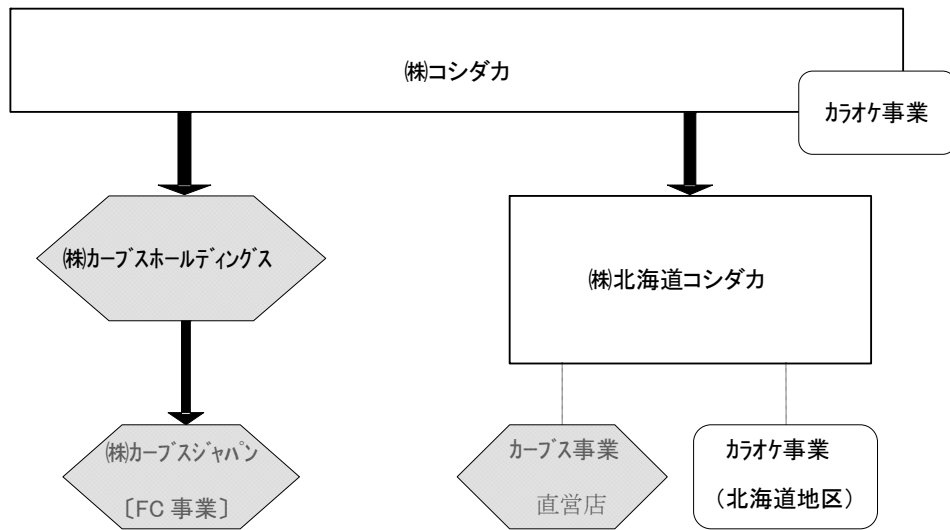 ㈱コシダカ
カラオケ事業
㈱カーブスホールディングス
㈱北海道コシダカ
㈱カーブスジャパン
〔FC 事業〕
カーブス事業
直営店
カラオケ事業
（北海道地区）